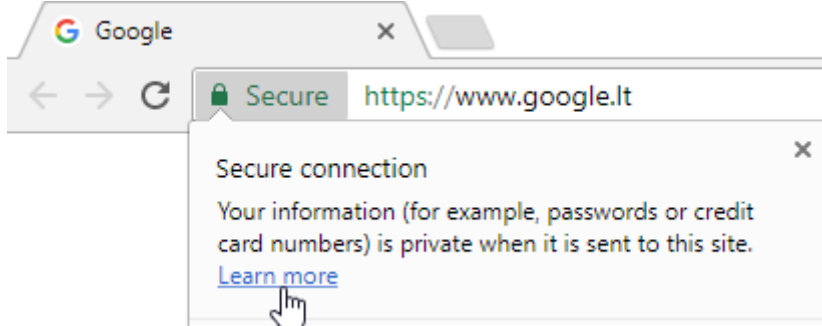 Google
Secure https://www.google.lt
Secure connection
Your information (for example, passwords or credit
card numbers) is private when it is sent to this site.
Learn more